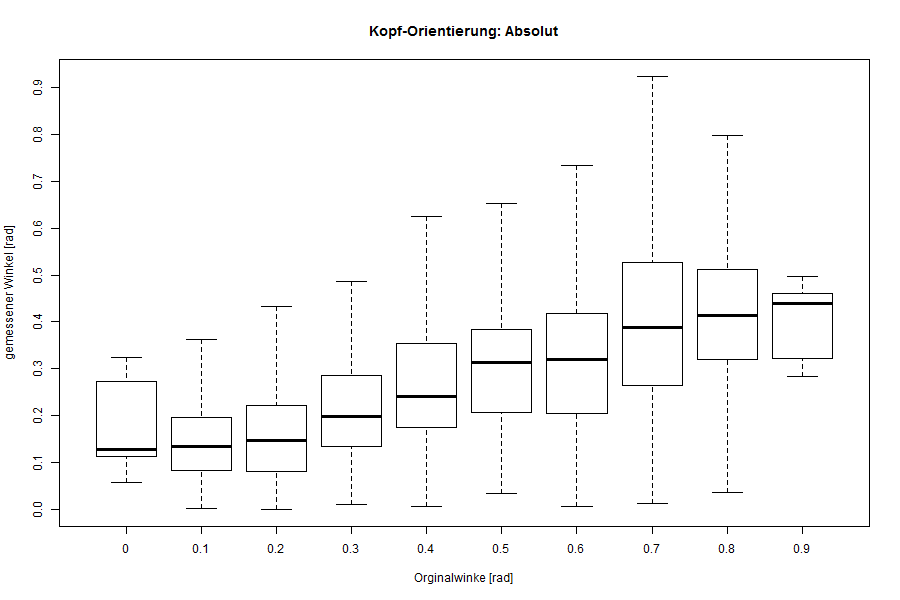 Kopf-Orientierung: Absolut
gemessener Winkel [rad]
0.9
0.8
0.7
0.6
0.5
0.4
0.3
0.2
0.1
0.0
0 0.1 0.2 0.3 0.4 0.5 0.6 0.7 0.8 0.9
Orginalwinke [rad]